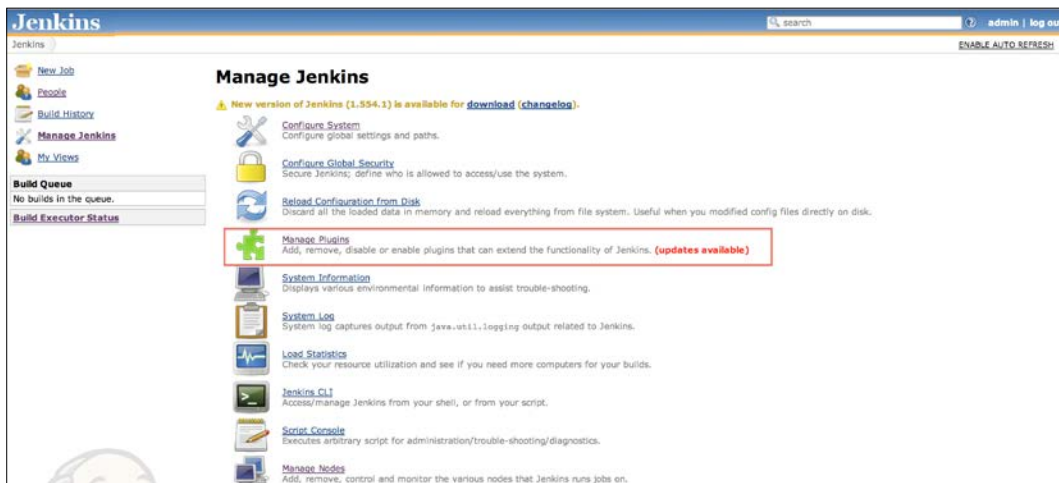 Jenkins
search
admin | log ou
Jenkins
ENABLE AUTO REFRESH
New Job
People
Build History
Manage Jenkins
My Views
Build Queue
No builds in the queue.
Build Executor Status
Manage Jenkins
New version of Jenkins (1.554.1) is available for download (changelog).
Configure System
Configure global settings and paths.
Configure Global Security
Secure Jenkins; define who is allowed to access/use the system.
Reload Configuration from Disk
Discard all the loaded data in memory and reload everything from file system. Useful when you modified config files directly on disk.
Manage Plugins
Add, remove, disable or enable plugins that can extend the functionality of Jenkins. (updates available)
System Information
Displays various environmental information to assist trouble-shooting.
System Log
System log captures output from java.util.logging output related to Jenkins.
Load Statistics
Check your resource utilization and see if you need more computers for your builds.
Jenkins CLI
Access/manage Jenkins from your shell, or from your script.
Script Console
Executes arbitrary script for administration/trouble-shooting/diagnostics.
Manage Nodes
Add, remove, control and monitor the various nodes that Jenkins runs jobs on.